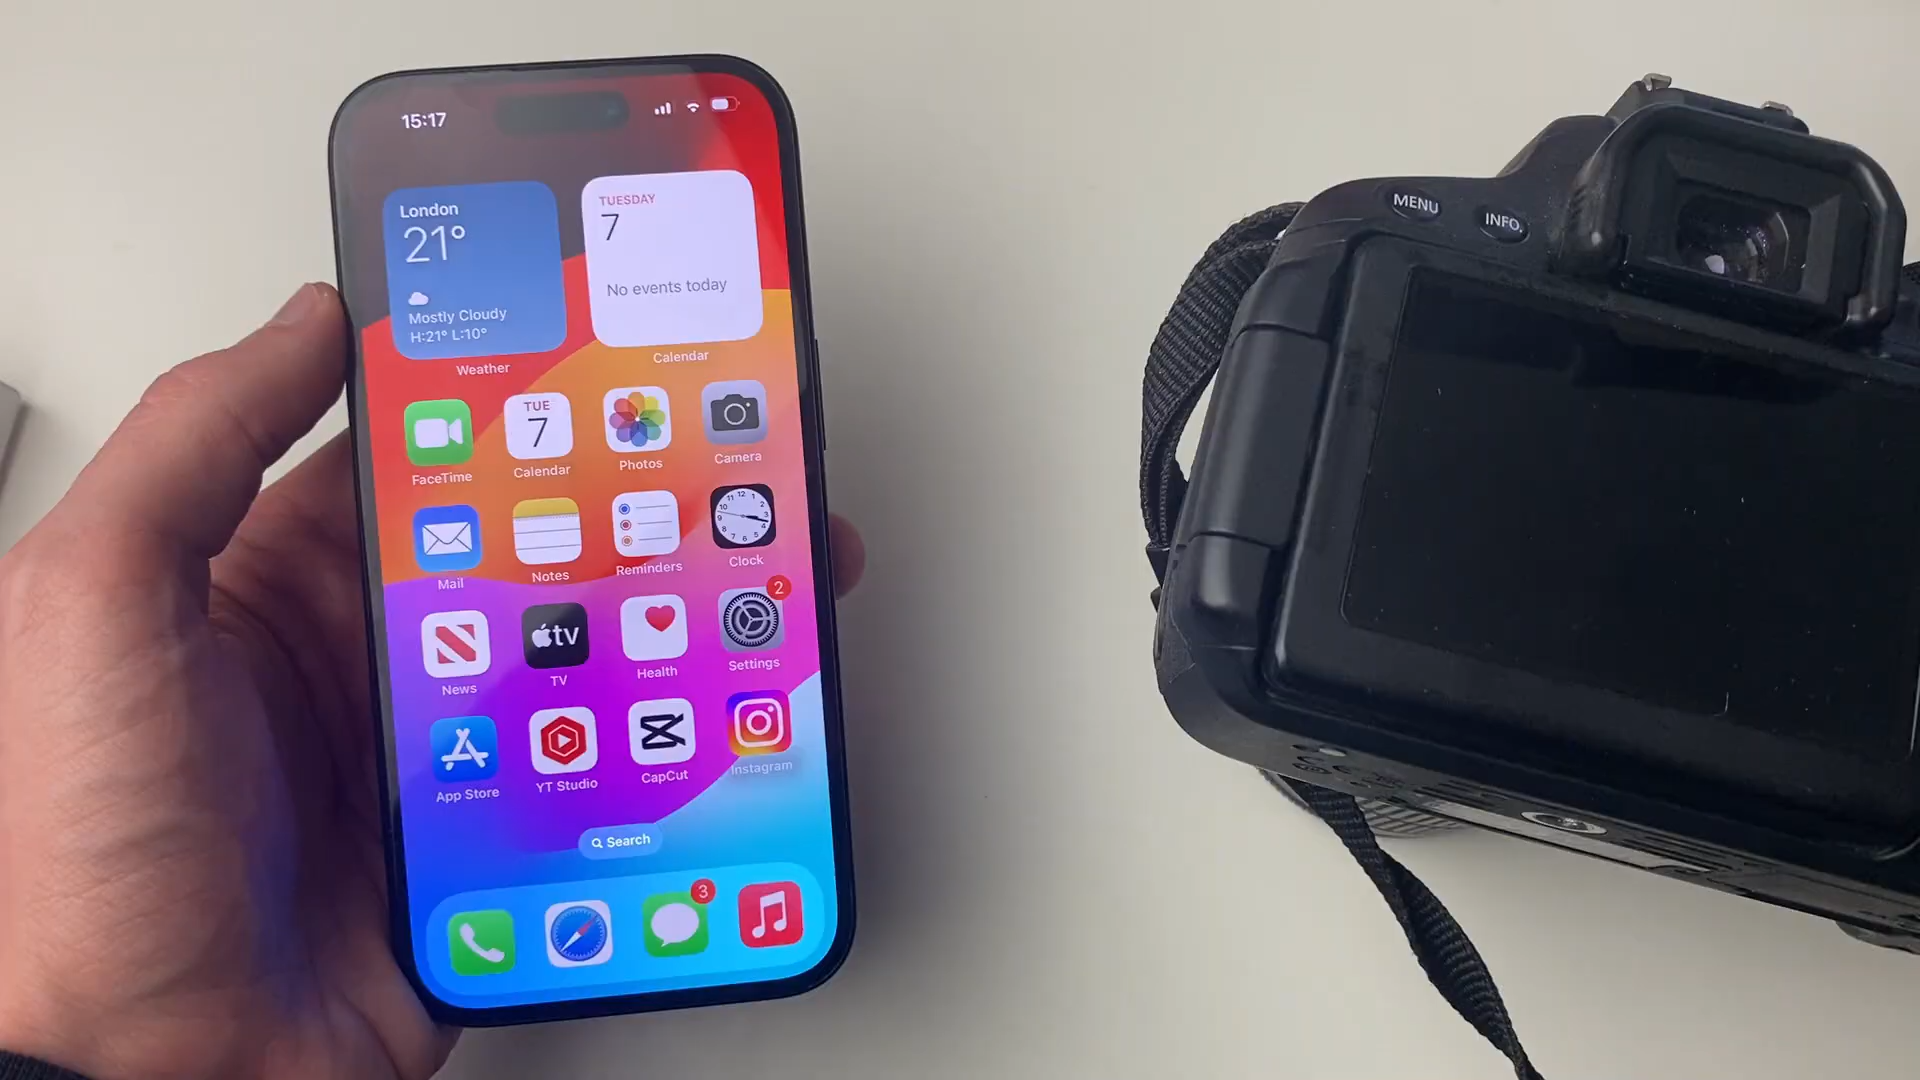 15:17
London
21°
Mostly Cloudy
H:21° L:10°
Weather
TUESDAY
7
No events today
Calendar
FaceTime
TUE
7
Calendar
Photos
Camera
Mail
Notes
Reminders
Clock
News
tv
TV
Health
2
Settings
App Store
YT Studio
CapCut
Instagram
Search
3
MENU
INFO.